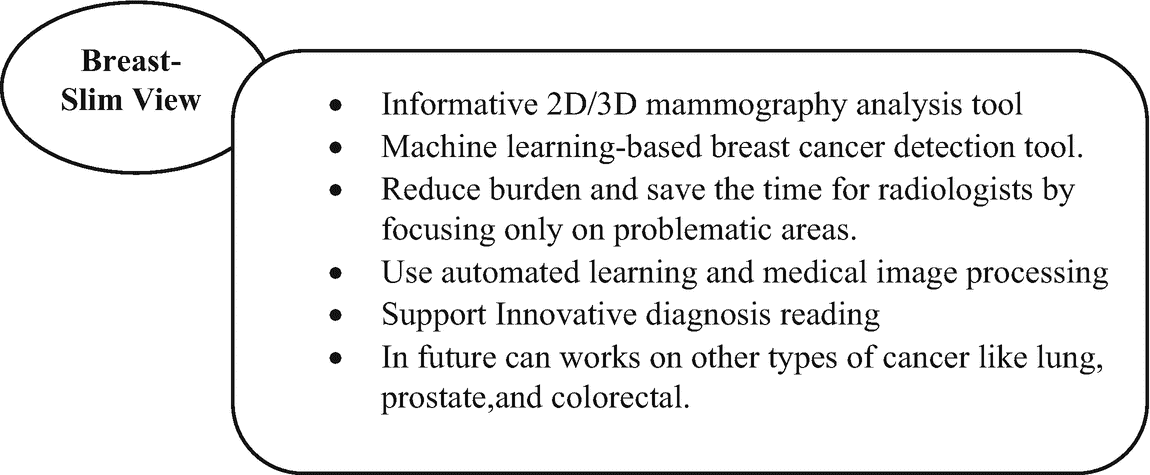 Breast-
Slim View
• Informative 2D/3D mammography analysis tool
• Machine learning-based breast cancer detection tool.
• Reduce burden and save the time for radiologists by
focusing only on problematic areas.
• Use automated learning and medical image processing
• Support Innovative diagnosis reading
• In future can works on other types of cancer like lung,
prostate,and colorectal.